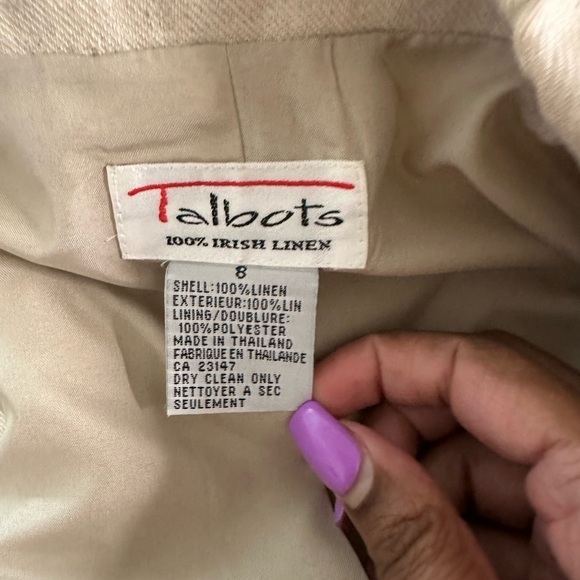 Talbots
100% IRISH LINEN
8
SHELL:100%LINEN
EXTERIEUR:100%LIN
LINING/DOUBLURE:
100%POLYESTER
MADE IN THAILAND
FABRIQUE EN THAILANDE
CA 23147
DRY CLEAN ONLY
NETTOYER A SEC
SEULEMENT